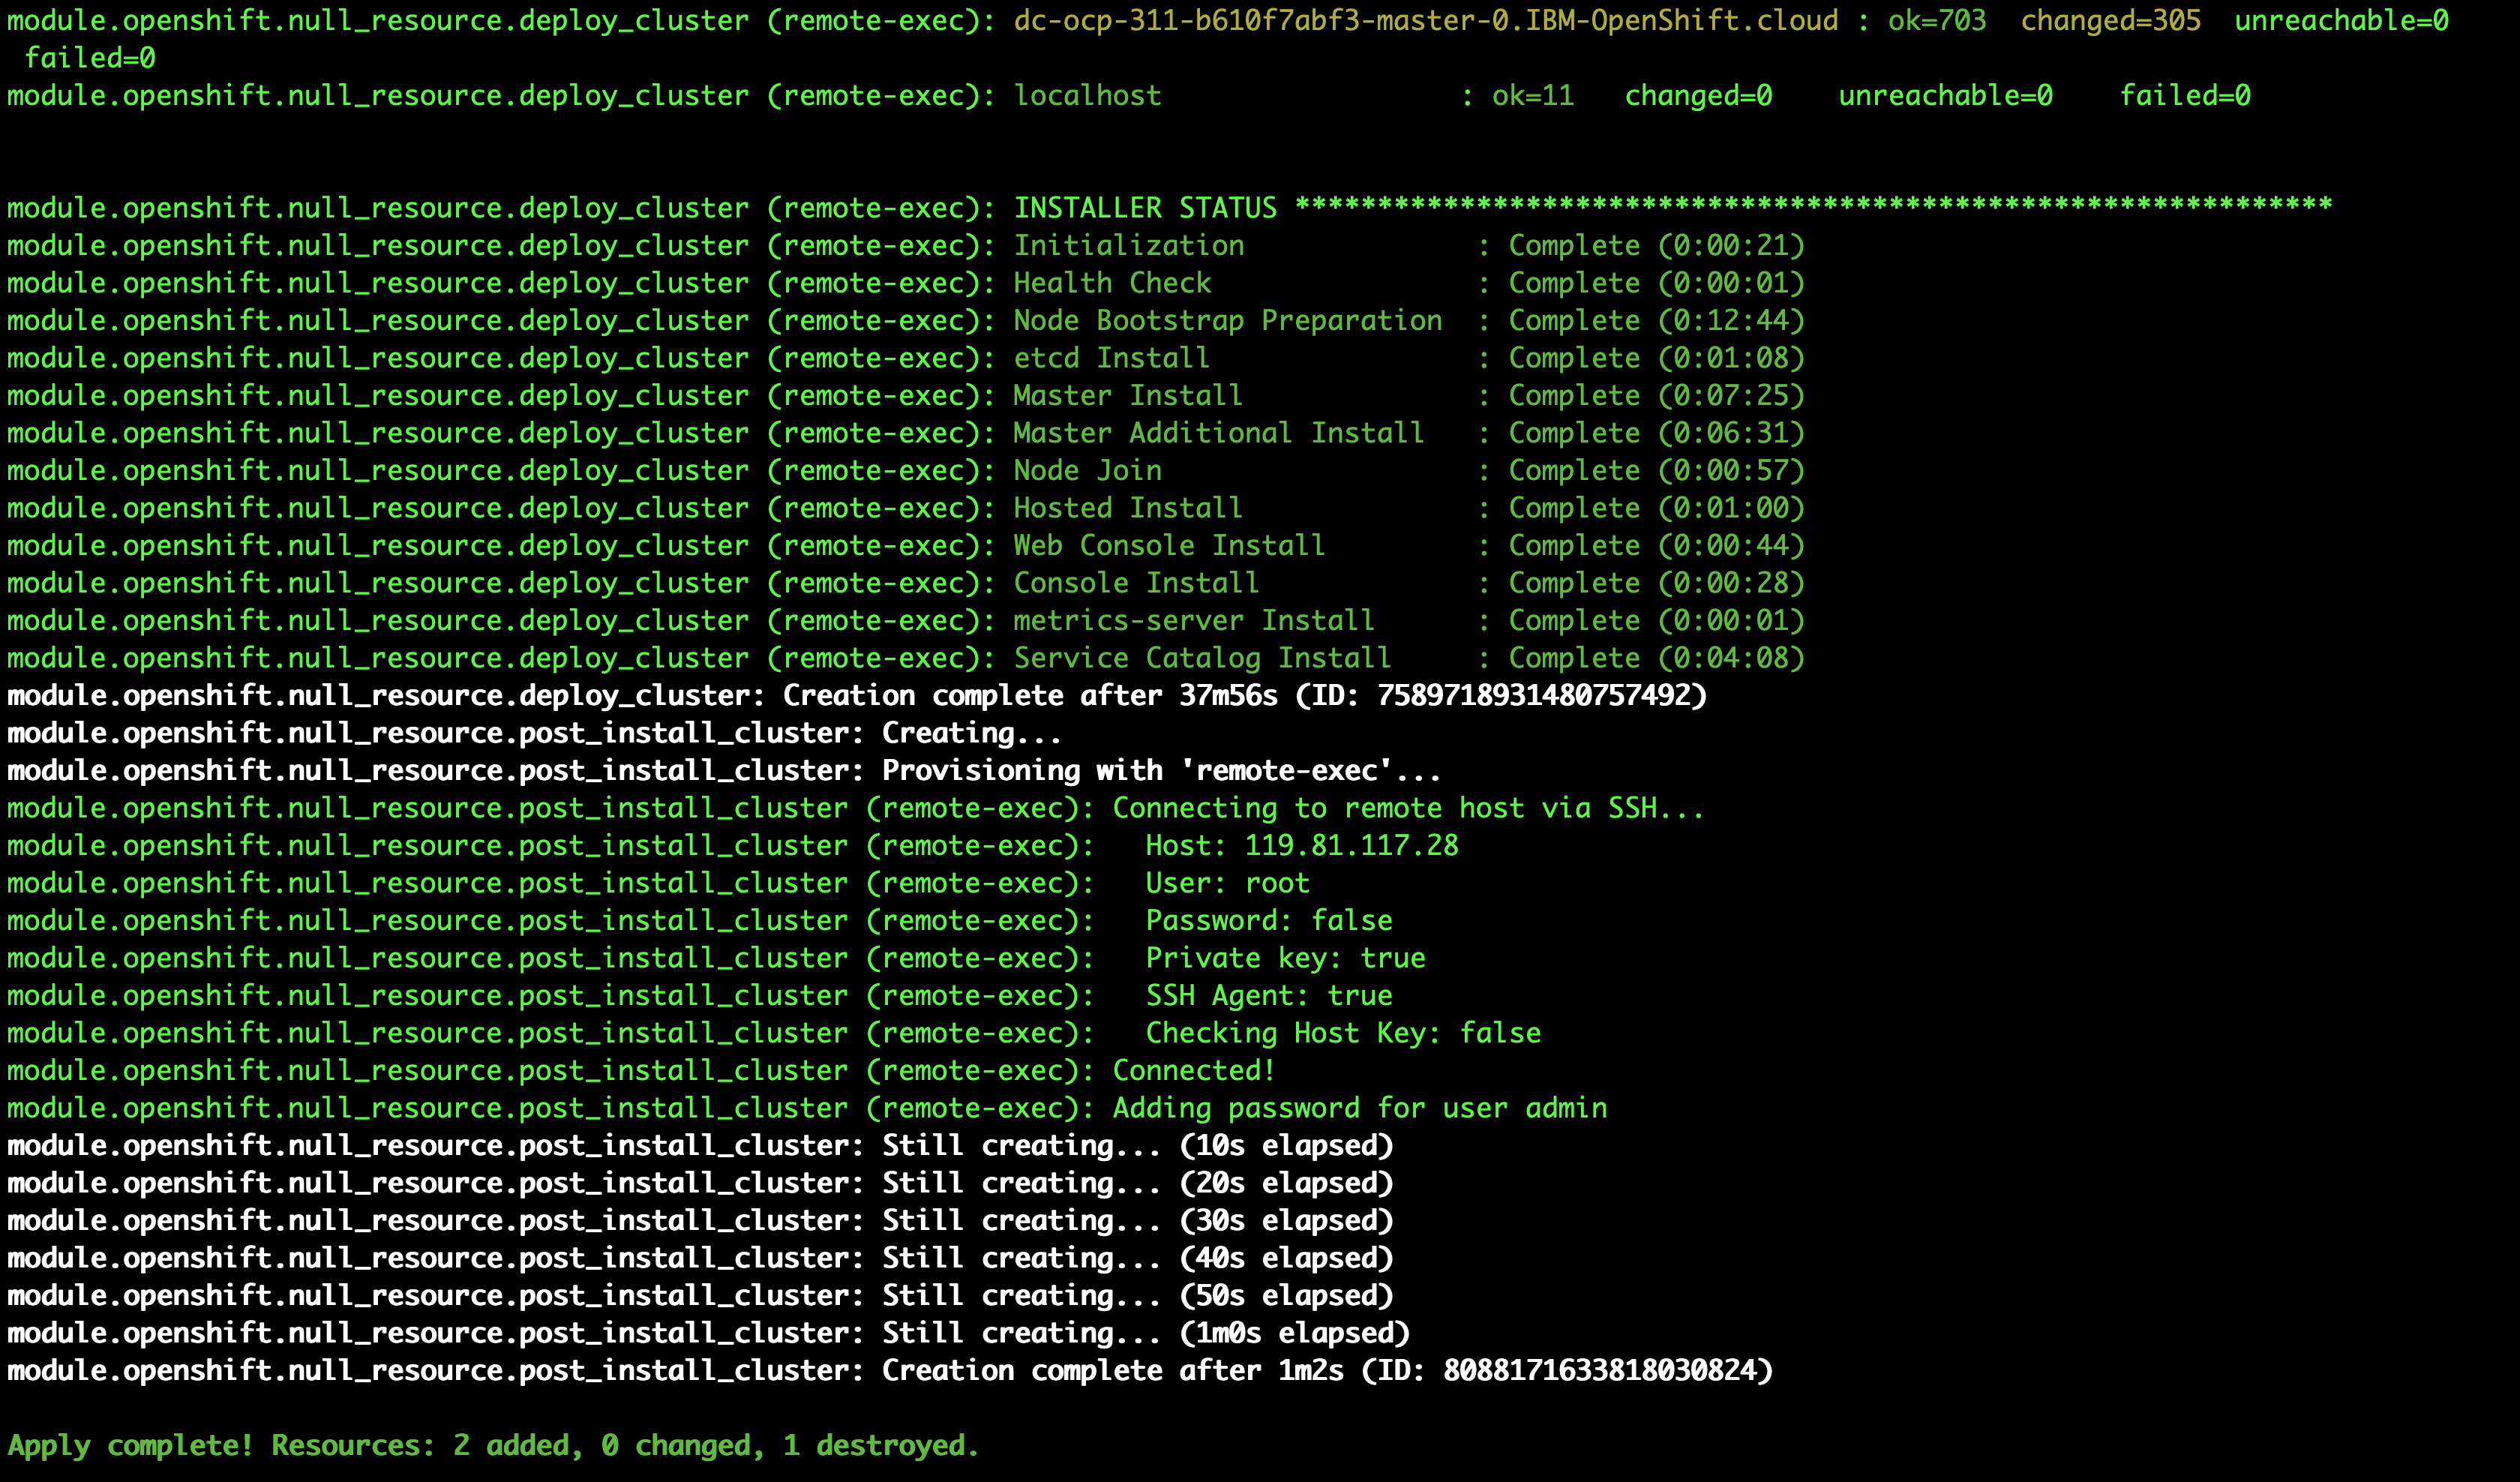 module.openshift.null_resource.deploy_cluster (remote-exec): dc-ocp-311-b610f7abf3-master-0.IBM-OpenShift.cloud : ok=703  changed=305  unreachable=0
 failed=0
module.openshift.null_resource.deploy_cluster (remote-exec): localhost                  : ok=11   changed=0    unreachable=0    failed=0
module.openshift.null_resource.deploy_cluster (remote-exec): INSTALLER STATUS ***************************************************************
module.openshift.null_resource.deploy_cluster (remote-exec): Initialization              : Complete (0:00:21)
module.openshift.null_resource.deploy_cluster (remote-exec): Health Check                : Complete (0:00:01)
module.openshift.null_resource.deploy_cluster (remote-exec): Node Bootstrap Preparation  : Complete (0:12:44)
module.openshift.null_resource.deploy_cluster (remote-exec): etcd Install                : Complete (0:01:08)
module.openshift.null_resource.deploy_cluster (remote-exec): Master Install              : Complete (0:07:25)
module.openshift.null_resource.deploy_cluster (remote-exec): Master Additional Install   : Complete (0:06:31)
module.openshift.null_resource.deploy_cluster (remote-exec): Node Join                   : Complete (0:00:57)
module.openshift.null_resource.deploy_cluster (remote-exec): Hosted Install              : Complete (0:01:00)
module.openshift.null_resource.deploy_cluster (remote-exec): Web Console Install         : Complete (0:00:44)
module.openshift.null_resource.deploy_cluster (remote-exec): Console Install             : Complete (0:00:28)
module.openshift.null_resource.deploy_cluster (remote-exec): metrics-server Install      : Complete (0:00:01)
module.openshift.null_resource.deploy_cluster (remote-exec): Service Catalog Install     : Complete (0:04:08)
module.openshift.null_resource.deploy_cluster: Creation complete after 37m56s (ID: 7589718931480757492)
module.openshift.null_resource.post_install_cluster: Creating...
module.openshift.null_resource.post_install_cluster: Provisioning with 'remote-exec'...
module.openshift.null_resource.post_install_cluster (remote-exec): Connecting to remote host via SSH...
module.openshift.null_resource.post_install_cluster (remote-exec):   Host: 119.81.117.28
module.openshift.null_resource.post_install_cluster (remote-exec):   User: root
module.openshift.null_resource.post_install_cluster (remote-exec):   Password: false
module.openshift.null_resource.post_install_cluster (remote-exec):   Private key: true
module.openshift.null_resource.post_install_cluster (remote-exec):   SSH Agent: true
module.openshift.null_resource.post_install_cluster (remote-exec):   Checking Host Key: false
module.openshift.null_resource.post_install_cluster (remote-exec): Connected!
module.openshift.null_resource.post_install_cluster (remote-exec): Adding password for user admin
module.openshift.null_resource.post_install_cluster: Still creating... (10s elapsed)
module.openshift.null_resource.post_install_cluster: Still creating... (20s elapsed)
module.openshift.null_resource.post_install_cluster: Still creating... (30s elapsed)
module.openshift.null_resource.post_install_cluster: Still creating... (40s elapsed)
module.openshift.null_resource.post_install_cluster: Still creating... (50s elapsed)
module.openshift.null_resource.post_install_cluster: Still creating... (1m0s elapsed)
module.openshift.null_resource.post_install_cluster: Creation complete after 1m2s (ID: 8088171633818030824)
Apply complete! Resources: 2 added, 0 changed, 1 destroyed.